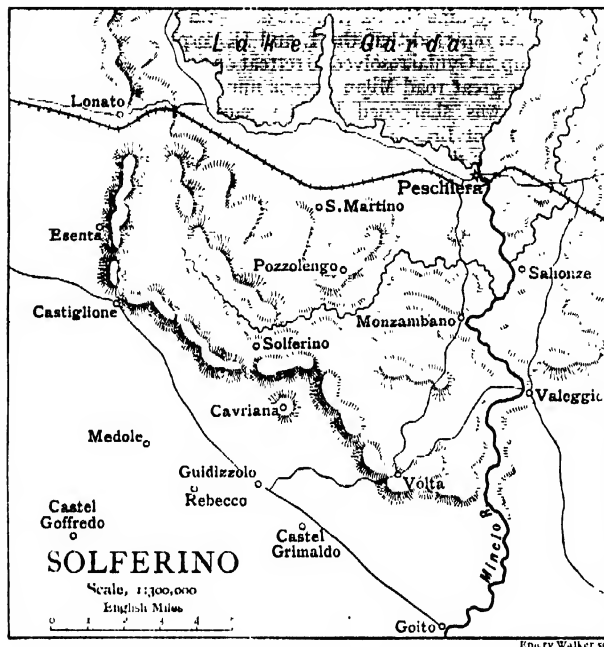 Lake Garda
Lonato
Peschiera
S. Martino
Esenta
Pozzolengo
Salionze
Castiglione
Monzambano
Solferino
Valeggio
Cavriana
Medole
Volta
Guidizzolo
Rebecco
Castel
Goffredo
Castel
Grimaldo
Mincio R.
SOLFERINO
Scale, 1:300,000
English Miles
Goito
Emery Walker sc.